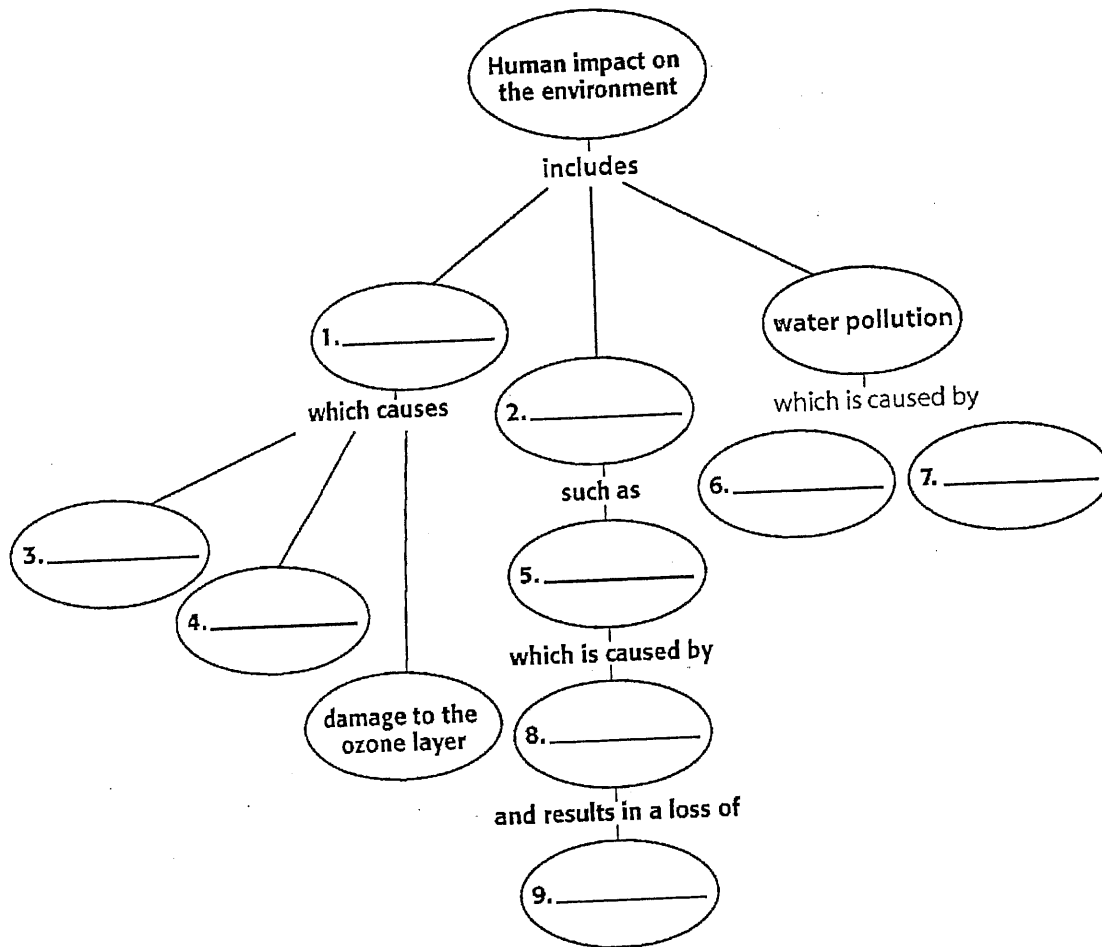 Human impact on
the environment
includes
1.
water pollution
which causes
2.
which is caused by
3.
4.
such as
6.
7.
5.
which is caused by
damage to the
ozone layer
8.
and results in a loss of
9.